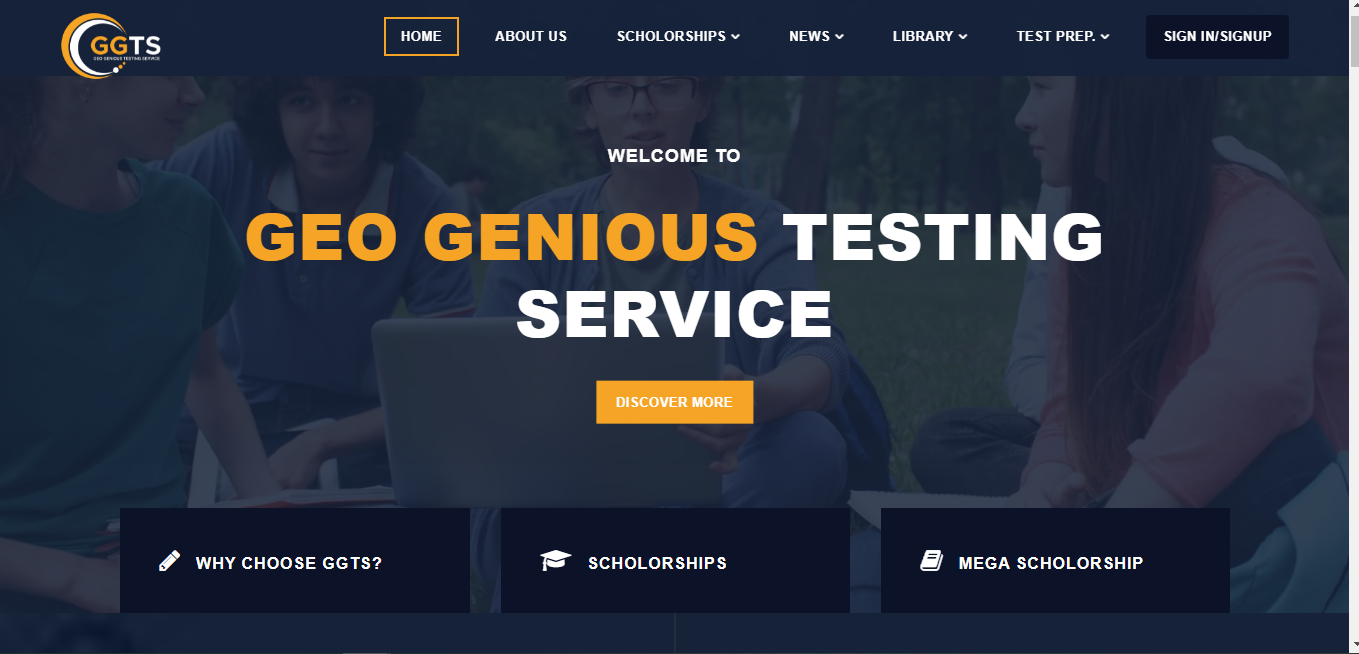 GGTS
GEO GENIOUS TESTING SERVICE
HOME
ABOUT US
SCHOLORSHIPS
NEWS
LIBRARY
TEST PREP.
SIGN IN/SIGNUP
WELCOME TO
GEO GENIOUS TESTING
SERVICE
DISCOVER MORE
WHY CHOOSE GGTS?
SCHOLORSHIPS
MEGA SCHOLORSHIP